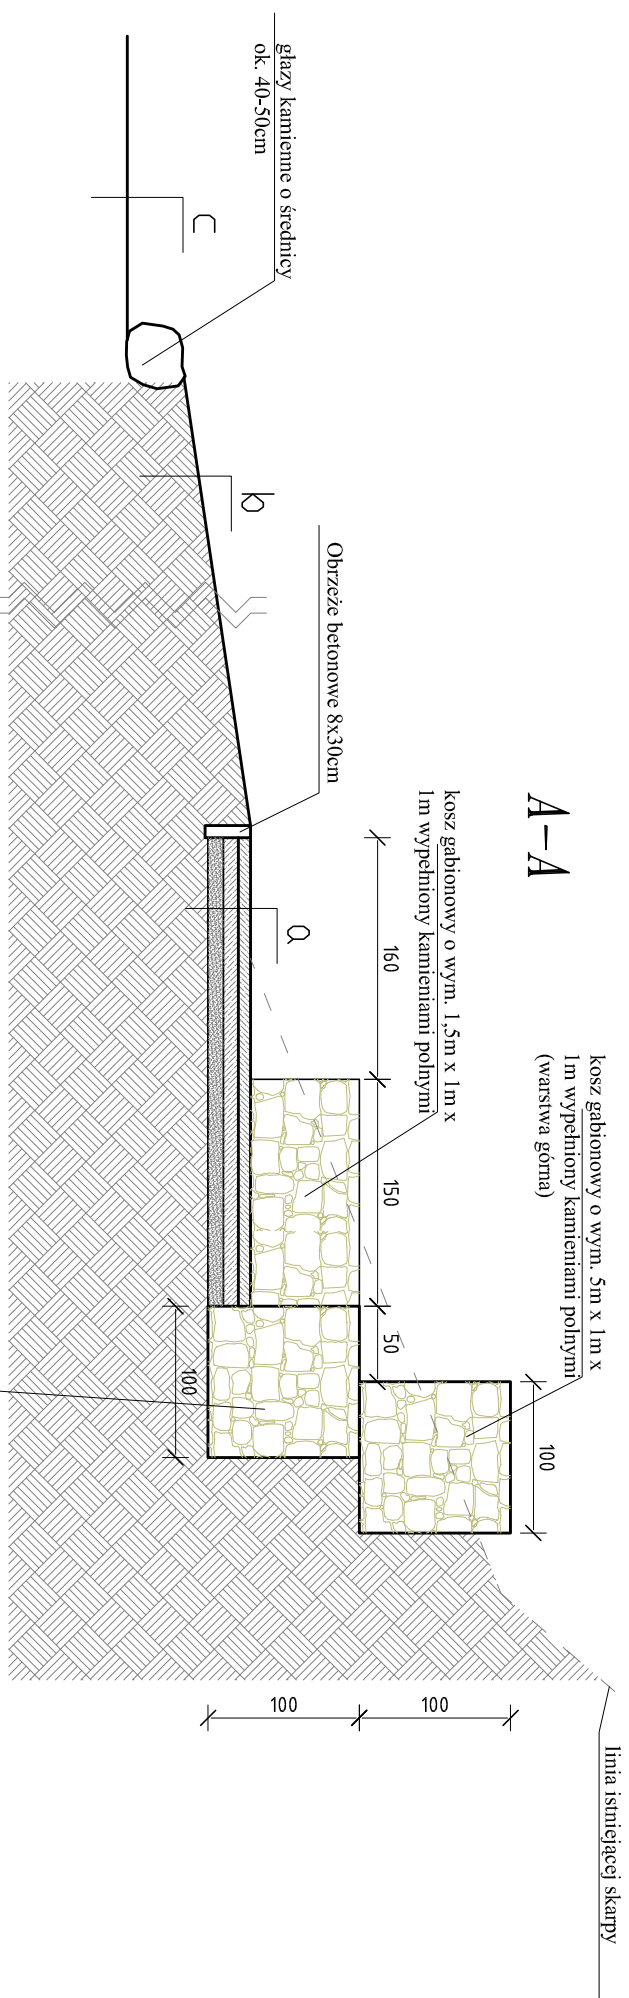 głazy kamienne o średnicy
ok. 40-50cm
c
b
Obrzeże betonowe 8x30cm
A-A
kosz gabionowy o wym. 1,5m x 1m x
1m wypełniony kamieniami polnymi
a
160
150
50
100
kosz gabionowy o wym. 5m x 1m x
1m wypełniony kamieniami polnymi
(warstwa górna)
100
100
100
linia istniejącej skarpy